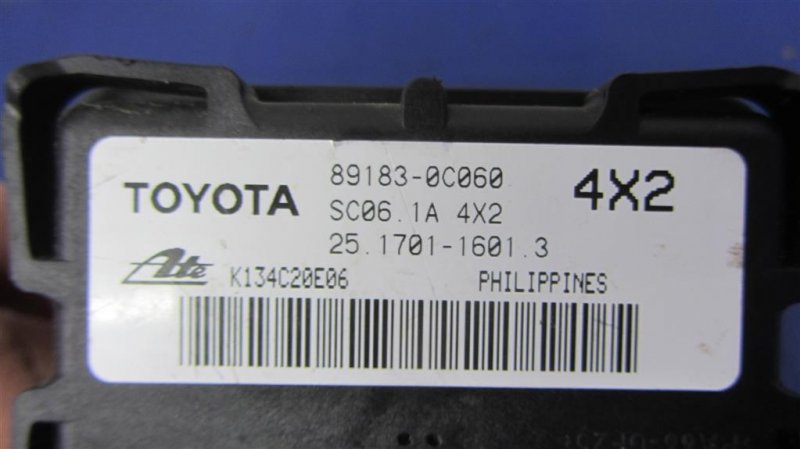 TOYOTA
89183-0C060
4X2
SC06.1A 4X2
25.1701-1601.3
Ate
K134C20E06
PHILIPPINES